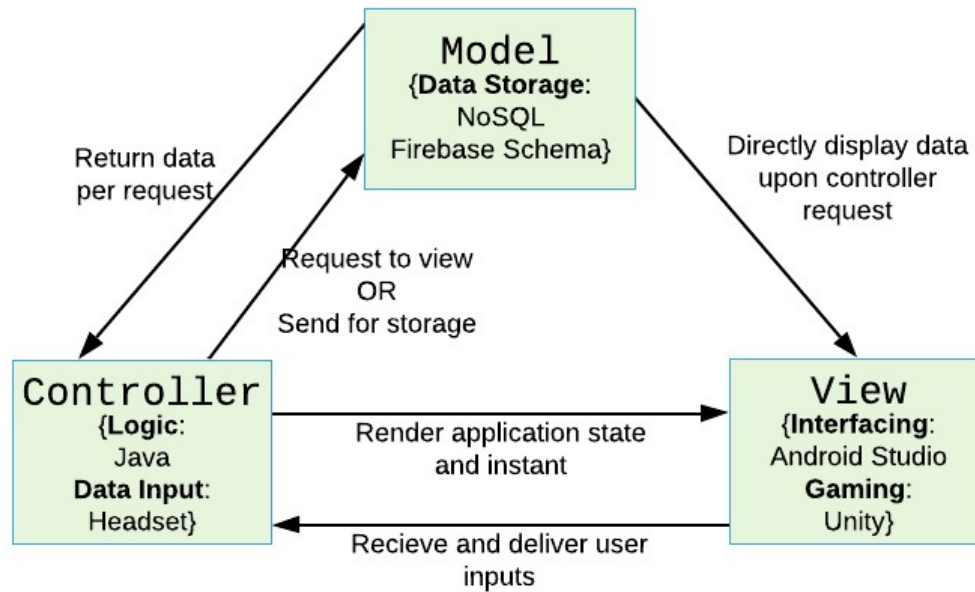 Model
{Data Storage:
NoSQL
Firebase Schema}
Return data
per request
Directly display data
upon controller
request
Request to view
OR
Send for storage
Controller
{Logic:
Java
Data Input:
Headset}
Render application state
and instant
View
{Interfacing:
Android Studio
Gaming:
Unity}
Recieve and deliver user
inputs